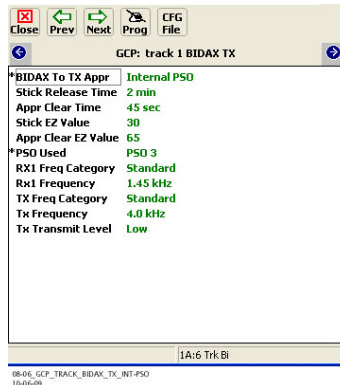 Close Prev Next Prog CFG File
GCP: track 1 BIDAX TX
*BIDAX To TX Appr Internal PSO
Stick Release Time 2 min
Appr Clear Time 45 sec
Stick EZ Value 30
Appr Clear EZ Value 65
*PSO Used PSO 3
RX1 Freq Category Standard
Rx1 Frequency 1.45 kHz
TX Freq Category Standard
Tx Frequency 4.0 kHz
Tx Transmit Level Low
1A:6 Trk Bi
08-06_GCP_TRACK_BIDAX_TX_INT-PSO
10-06-09